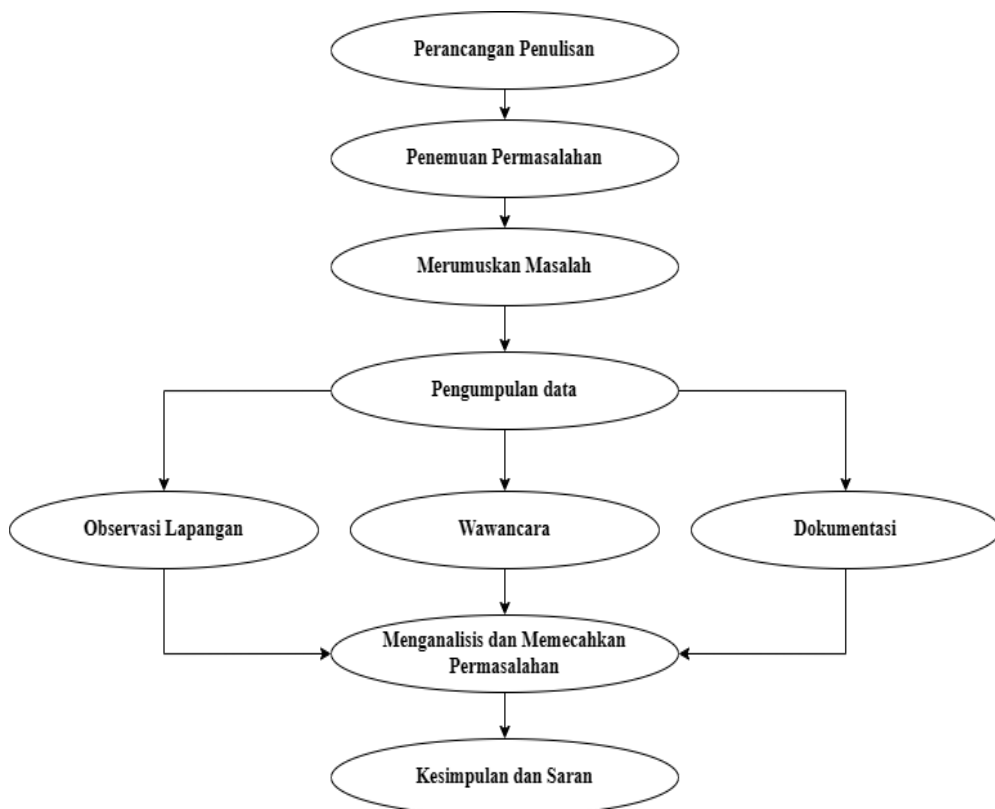 Perancangan Penulisan
Penemuan Permasalahan
Merumuskan Masalah
Pengumpulan data
Observasi Lapangan
Wawancara
Dokumentasi
Menganalisis dan Memecahkan
Permasalahan
Kesimpulan dan Saran